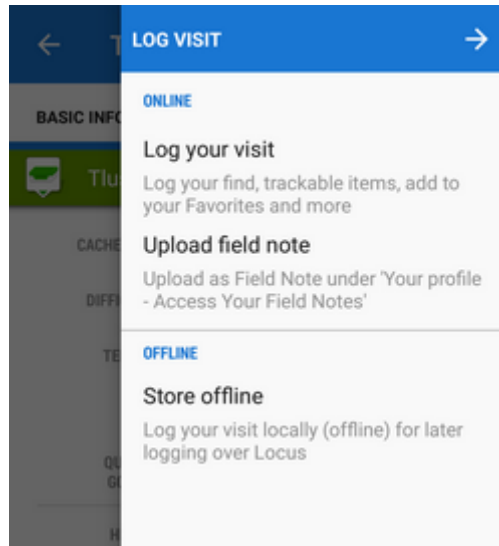 LOG VISIT
BASIC INFO
ONLINE
Log your visit
Log your find, trackable items, add to
your Favorites and more
Upload field note
Upload as Field Note under 'Your profile
- Access Your Field Notes'
OFFLINE
Store offline
Log your visit locally (offline) for later
logging over Locus
CACHE